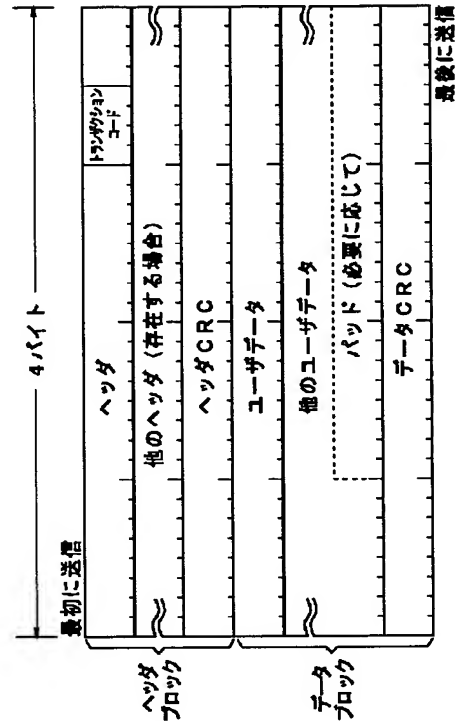 4バイト
最初に送信
ヘッダ
トランザクション
コード
他のヘッダ（存在する場合）
ヘッダCRC
ヘッダ
ブロック
ユーザデータ
他のユーザデータ
パッド（必要に応じて）
データCRC
データ
ブロック
最後に送信